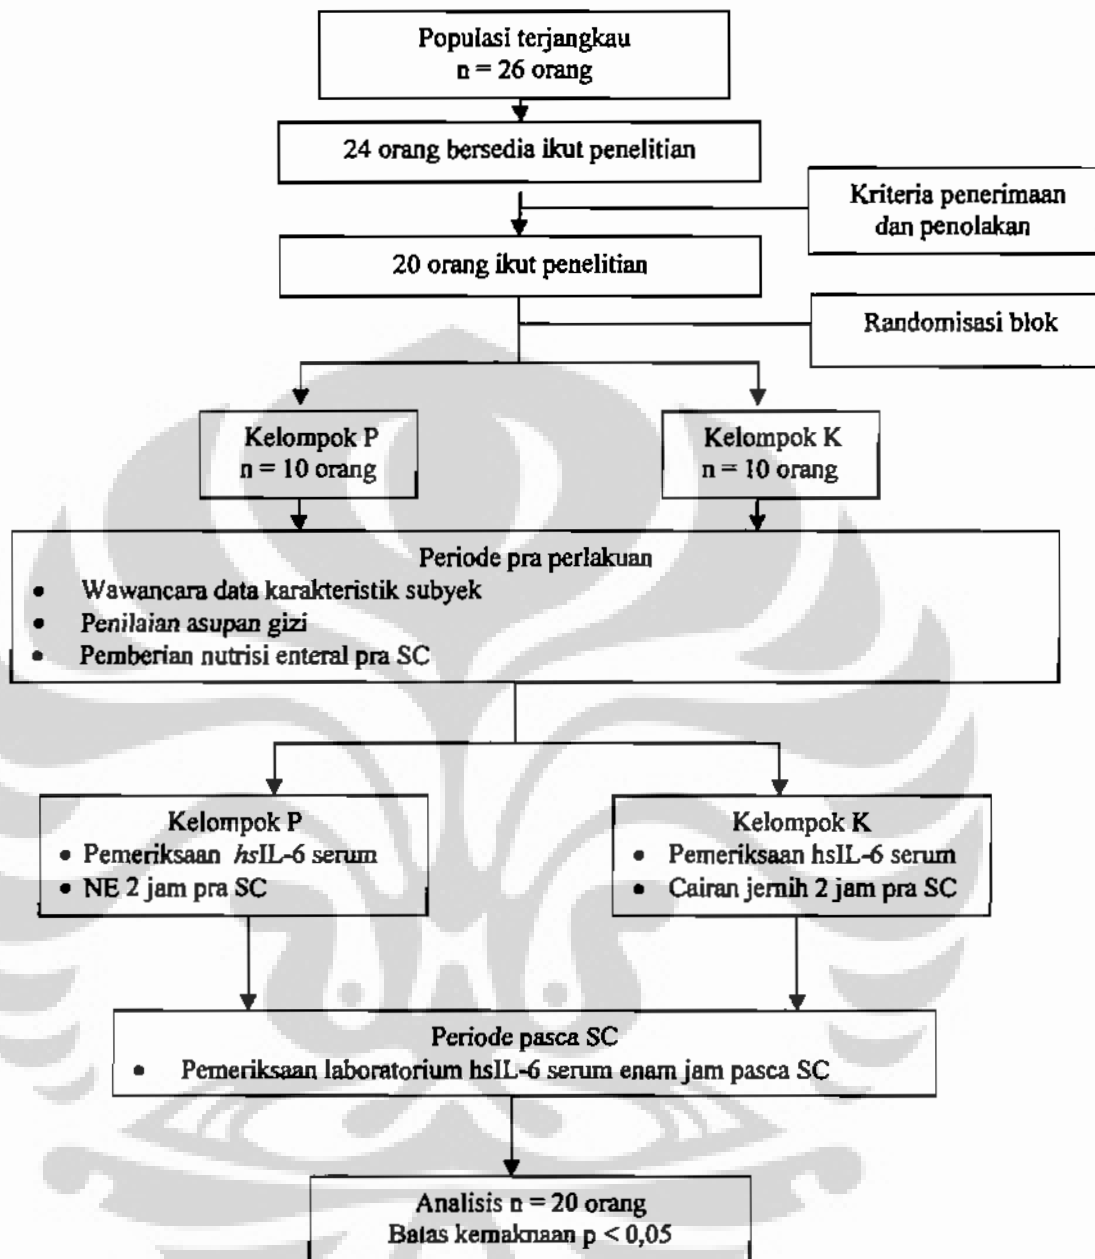 Populasi terjangkau
n = 26 orang
24 orang bersedia ikut penelitian
Kriteria penerimaan
dan penolakan
20 orang ikut penelitian
Randomisasi blok
Kelompok P
n = 10 orang
Kelompok K
n = 10 orang
Periode pra perlakuan
• Wawancara data karakteristik subyek
• Penilaian asupan gizi
• Pemberian nutrisi enteral pra SC
Kelompok P
• Pemeriksaan hsIL-6 serum
• NE 2 jam pra SC
Kelompok K
• Pemeriksaan hsIL-6 serum
• Cairan jernih 2 jam pra SC
Periode pasca SC
• Pemeriksaan laboratorium hsIL-6 serum enam jam pasca SC
Analisis n = 20 orang
Batas kemaknaan p < 0,05